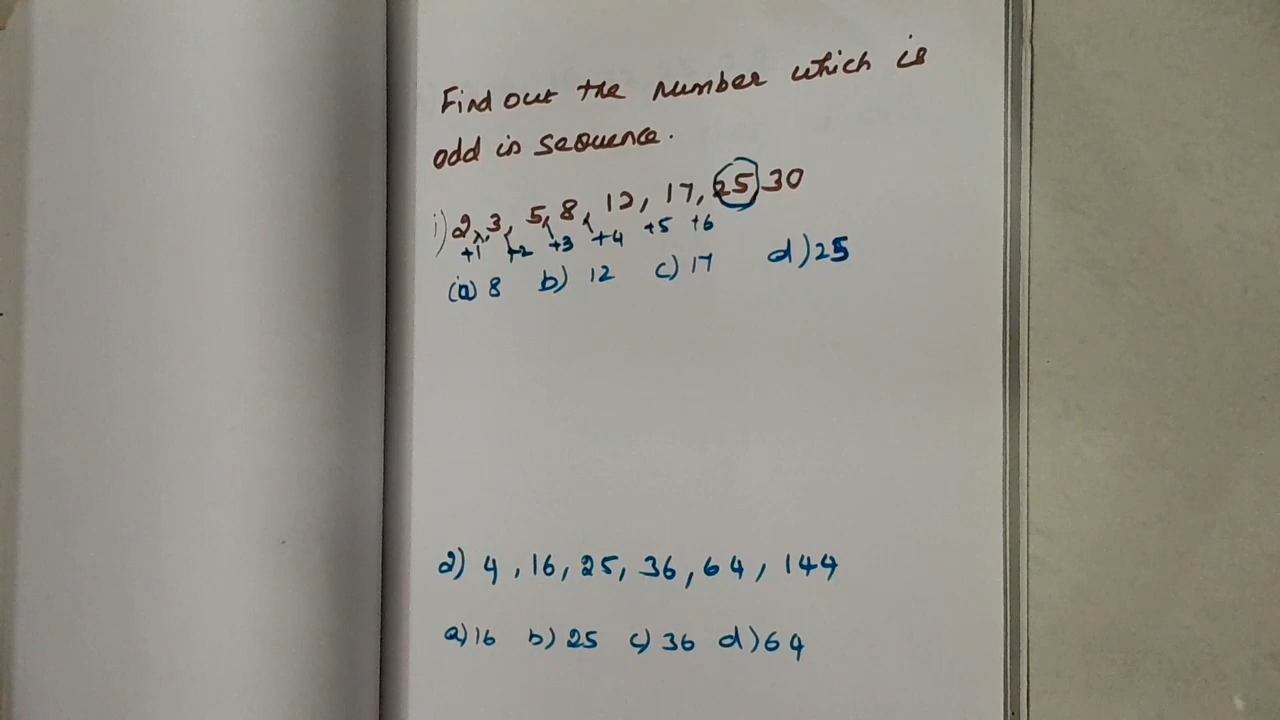 Find out the number which is
odd in sequence.
1) 2, 3, 5, 8, 12, 17, 25 30
+1 +2 +3 +4 +5 +6
(a) 8 b) 12 c) 17 d) 25
2) 4, 16, 25, 36, 64, 144
a) 16 b) 25 c) 36 d) 64